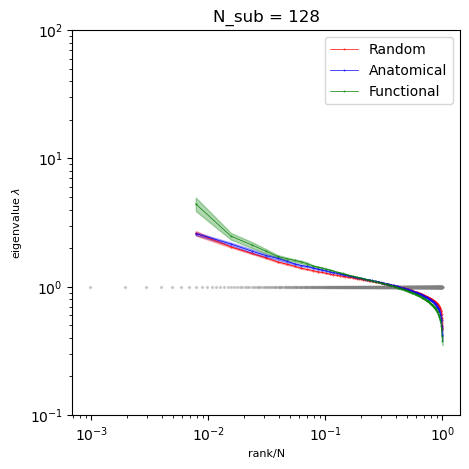 N_sub = 128
10²
10¹
10⁰
10⁻¹
eigenvalue λ
Random
Anatomical
Functional
10⁻³
10⁻²
10⁻¹
10⁰
rank/N